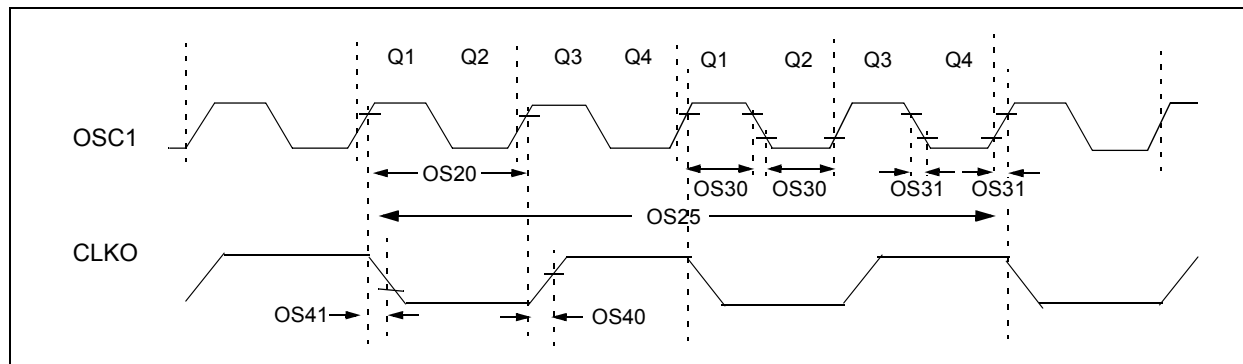 Q1 Q2 Q3 Q4 Q1 Q2 Q3 Q4
OSC1
OS20 OS30 OS30 OS31 OS31
OS25
CLKO
OS41 OS40